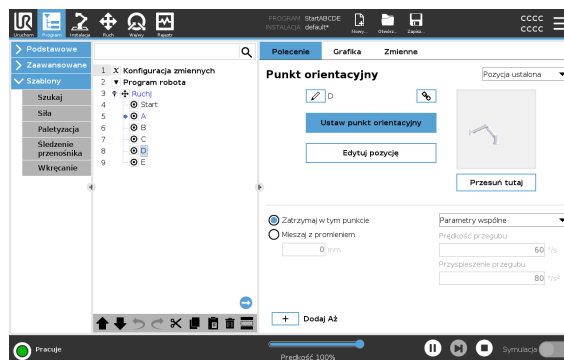 Uruchom
Program
Instalacja
Ruch
We/Wy
Rejestr
PROGRAM StartABCDE
INSTALACJA default*
Nowy...
Otwórz...
Zapisz...
CCCC
CCCC
Podstawowe
Zaawansowane
Szablony
Szukaj
Siła
Paletyzacja
Śledzenie
przenośnika
Wkręcanie
1 X Konfiguracja zmiennych
2 Program robota
3 RuchJ
4 Start
5 A
6 B
7 C
8 D
9 E
Polecenie Grafika Zmienne
Punkt orientacyjny
Pozycja ustalona
D
Ustaw punkt orientacyjny
Edytuj pozycję
Przesuń tutaj
Zatrzymaj w tym punkcie
Parametry wspólne
Mieszaj z promieniem
Prędkość przegubu
0 mm
60 °/s
Przyspieszenie przegubu
80 °/s²
+ Dodaj Aż
Pracuje
Prędkość 100%
Symulacja